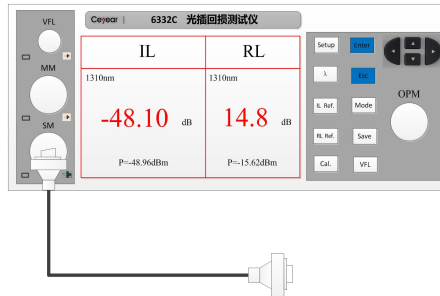 VFL
MM
SM
Ceyear | 6332C 光插回损测试仪
IL RL
1310nm 1310nm
-48.10 dB 14.8 dB
P=-48.96dBm P=-15.62dBm
Setup Enter
λ Esc
IL Ref. Mode
RL Ref. Save
Cal. VFL
OPM